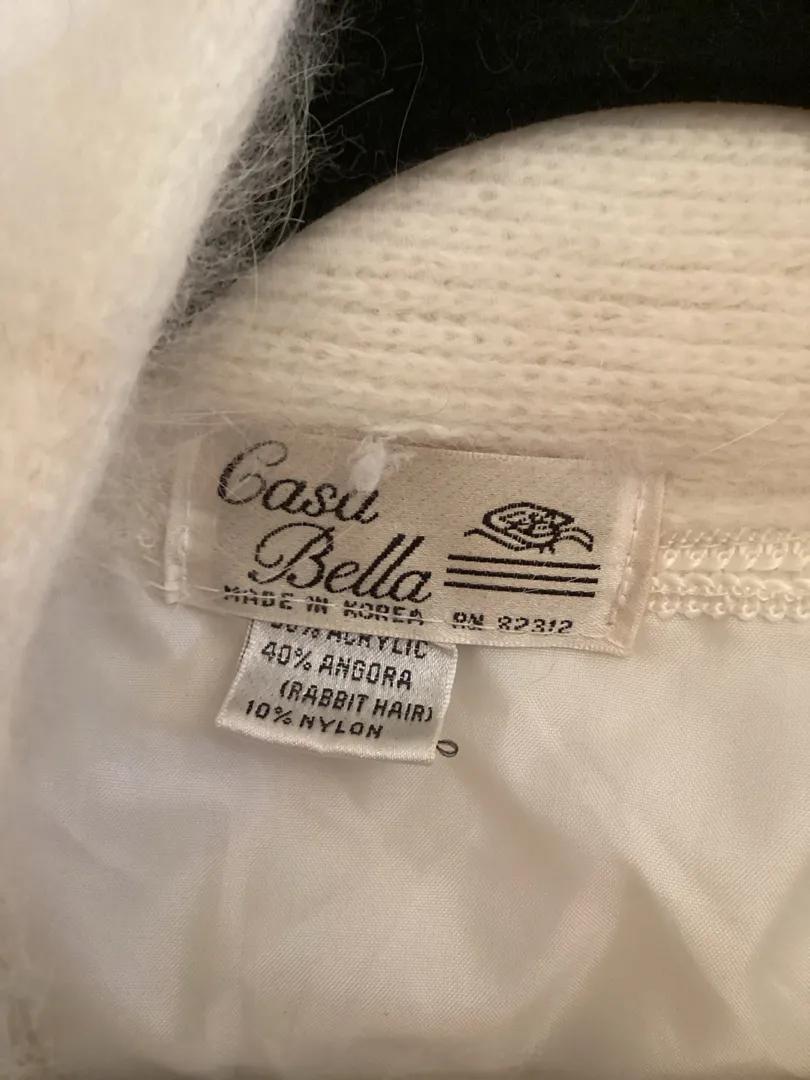 Casa
Bella
MADE IN KOREA RN 82312
ACRYLIC
40% ANGORA
(RABBIT HAIR)
10% NYLON